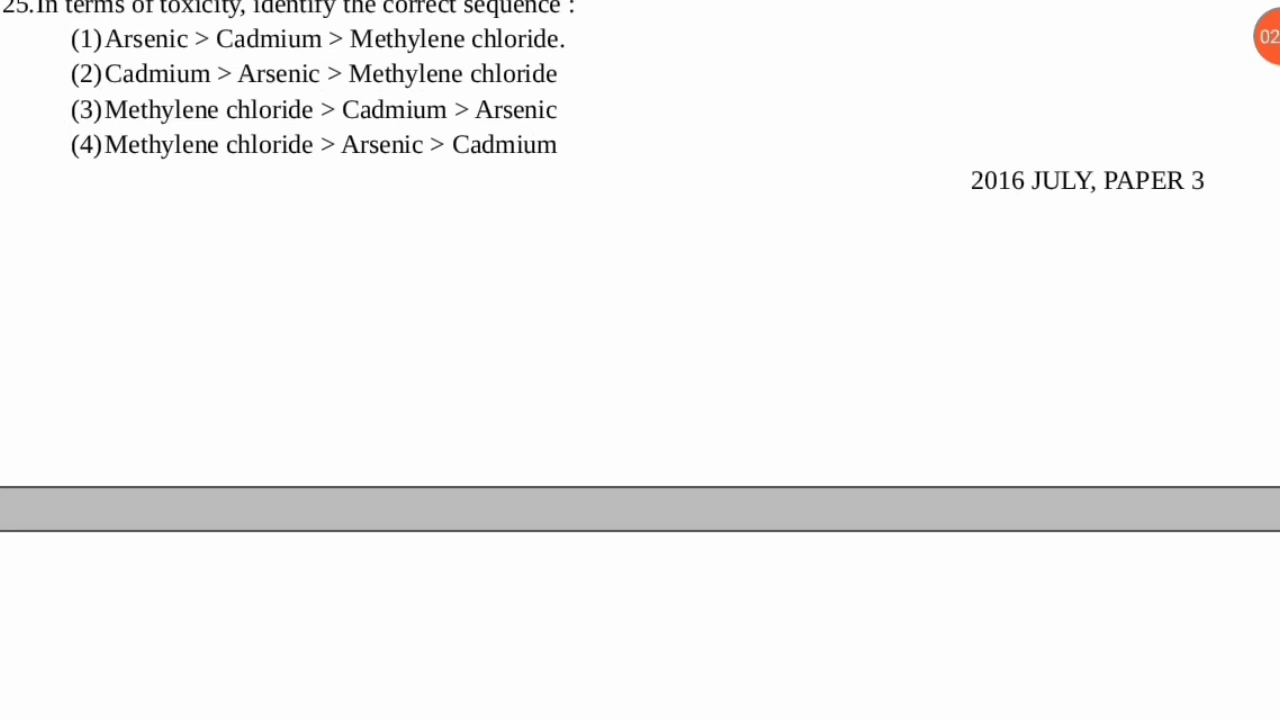 25.In terms of toxicity, identify the correct sequence :
(1)Arsenic > Cadmium > Methylene chloride.
(2)Cadmium > Arsenic > Methylene chloride
(3)Methylene chloride > Cadmium > Arsenic
(4)Methylene chloride > Arsenic > Cadmium
2016 JULY, PAPER 3
02